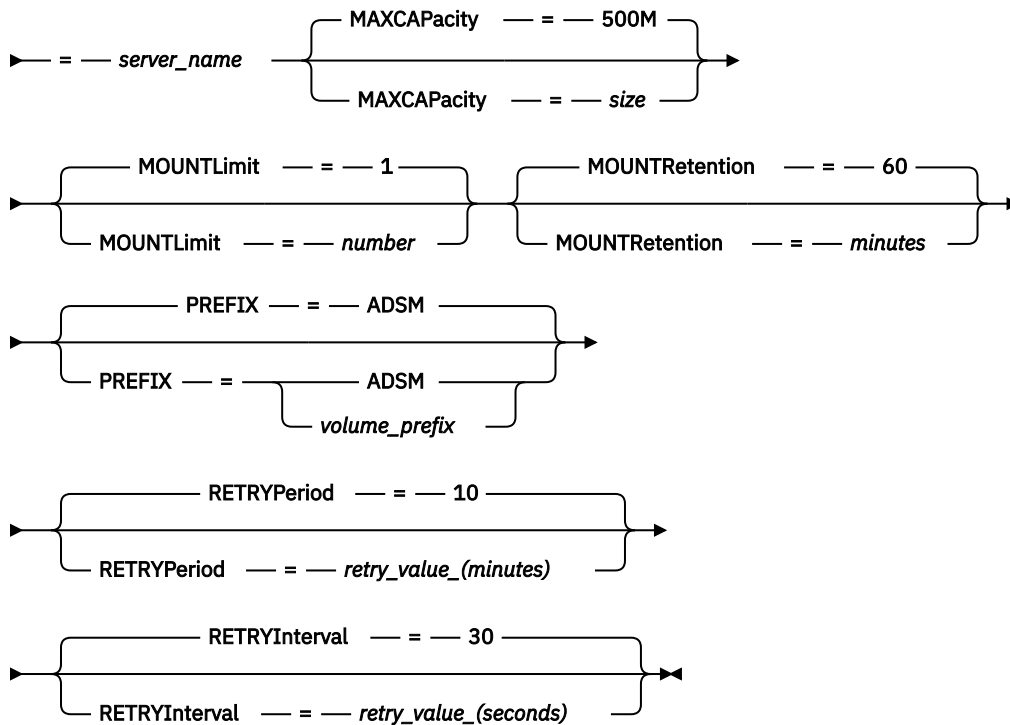 MAXCAPacity = 500M
= server_name
MAXCAPacity = size
MOUNTLimit = 1 MOUNTRetention = 60
MOUNTLimit = number MOUNTRetention = minutes
PREFIX = ADSM
PREFIX = ADSM
volume_prefix
RETRYPeriod = 10
RETRYPeriod = retry_value_(minutes)
RETRYInterval = 30
RETRYInterval = retry_value_(seconds)